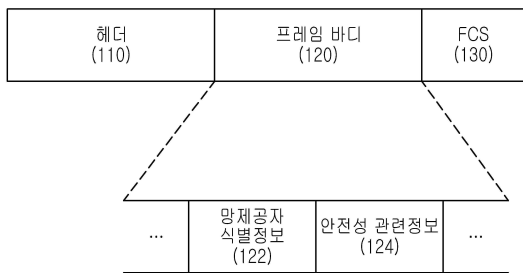 헤더
(110)
프레임 바디
(120)
FCS
(130)
...
망제공자
식별정보
(122)
안전성 관련정보
(124)
...